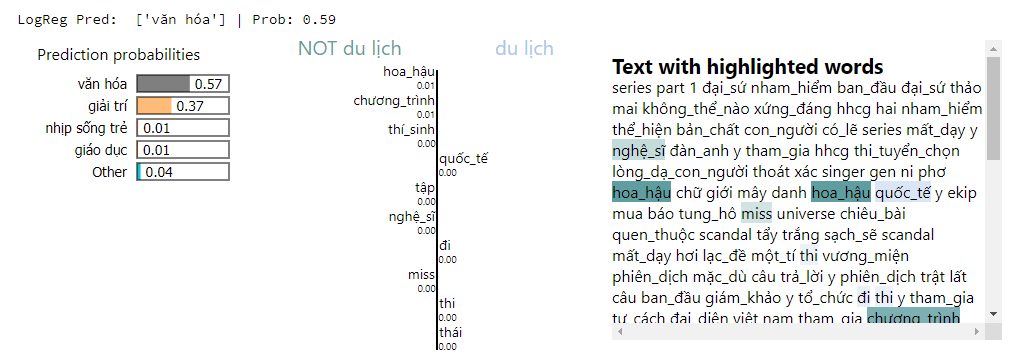 LogReg Pred:  ['văn hóa'] | Prob: 0.59
Prediction probabilities
văn hóa 0.57
giải trí 0.37
nhịp sống trẻ 0.01
giáo dục 0.01
Other 0.04
NOT du lịch
du lịch
hoa_hậu
0.01
chương_trình
0.01
thí_sinh
0.00
quốc_tế
0.00
tập
0.00
nghệ_sĩ
0.00
đi
0.00
miss
0.00
thi
0.00
thái
0.00
Text with highlighted words
series part 1 đại_sứ nham_hiểm ban_đầu đại_sứ thảo
mai không_thể_nào xứng_đáng hhcg hai nham_hiểm
thể_hiện bản_chất con_người có_lẽ series mất_dạy y
nghệ_sĩ đàn_anh y tham_gia hhcg thi_tuyển_chọn
lòng_dạ_con_người thoát xác singer gen ni phơ
hoa_hậu chữ giới mây danh hoa_hậu quốc_tế y ekip
mua báo tung_hô miss universe chiêu_bài
quen_thuộc scandal tẩy trắng sạch_sẽ scandal
mất_dạy hơi lạc_đề một_tí thi vương_miện
phiên_dịch mặc_dù câu trả_lời y phiên_dịch trật lất
câu ban_đầu giám_khảo y tổ_chức đi thi y tham_gia
tư_cách đại_diện việt_nam tham_gia chương_trình